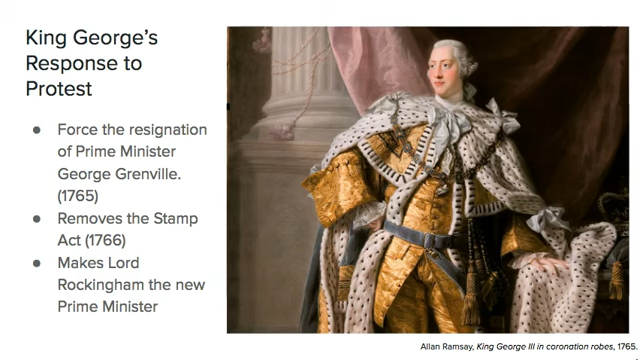 King George's
Response to
Protest
● Force the resignation
of Prime Minister
George Grenville.
(1765)
● Removes the Stamp
Act (1766)
● Makes Lord
Rockingham the new
Prime Minister
Allan Ramsay, King George III in coronation robes, 1765.